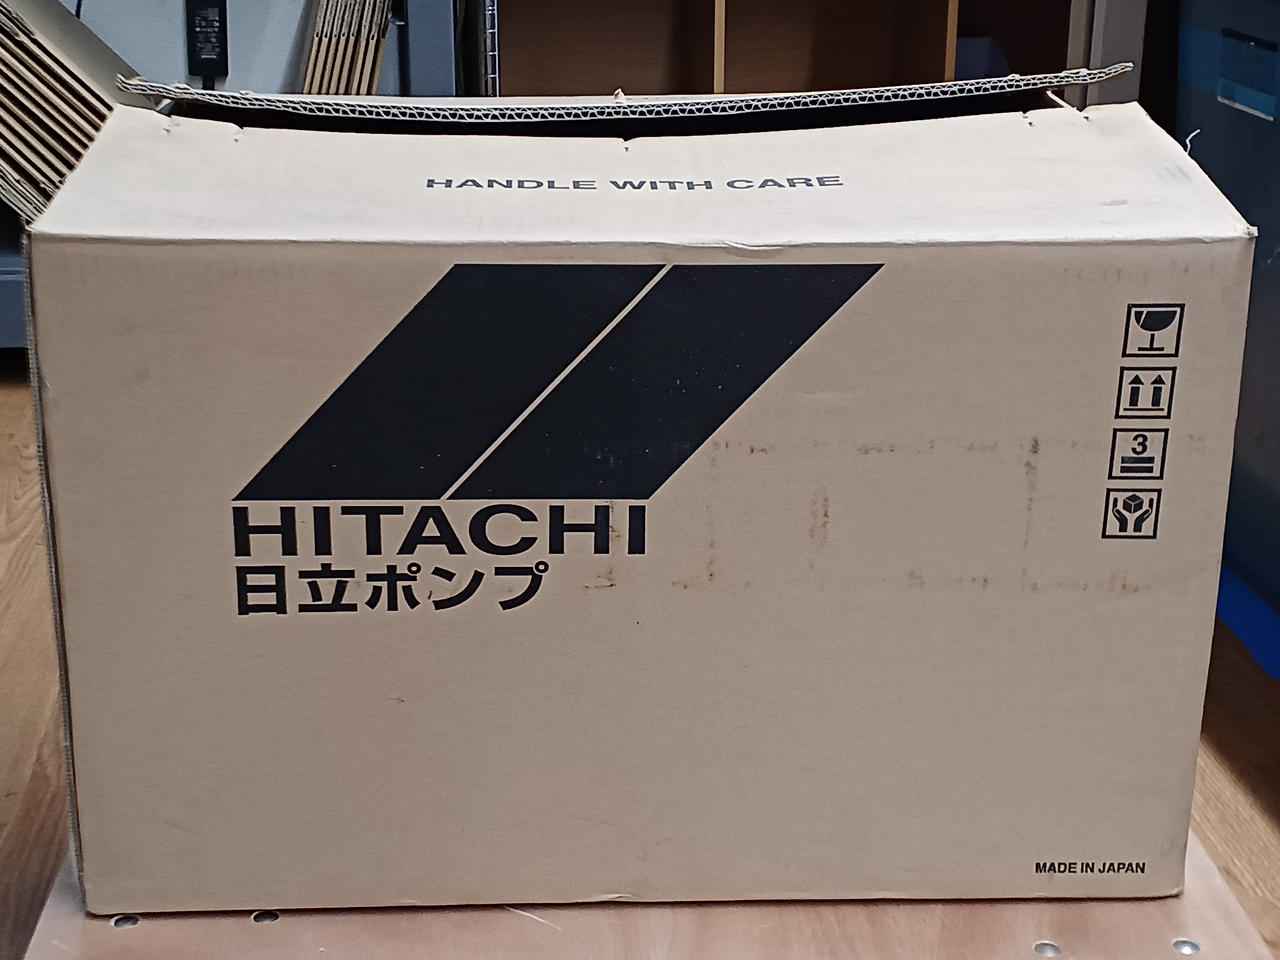 HANDLE WITH CARE
HITACHI
日立ポンプ
3
MADE IN JAPAN